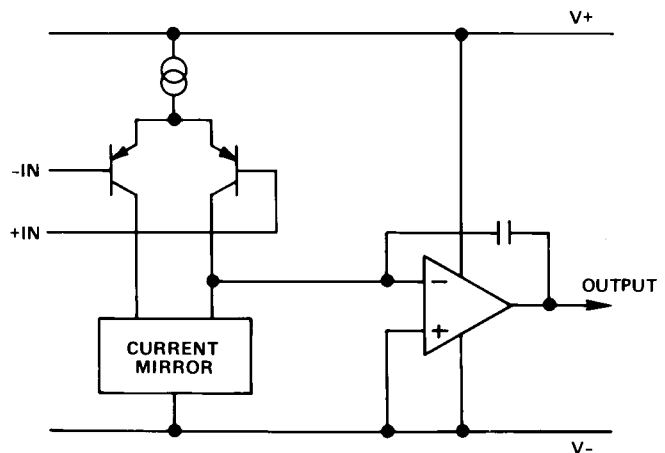 V+
-IN
+IN
−
+
OUTPUT
CURRENT
MIRROR
V-